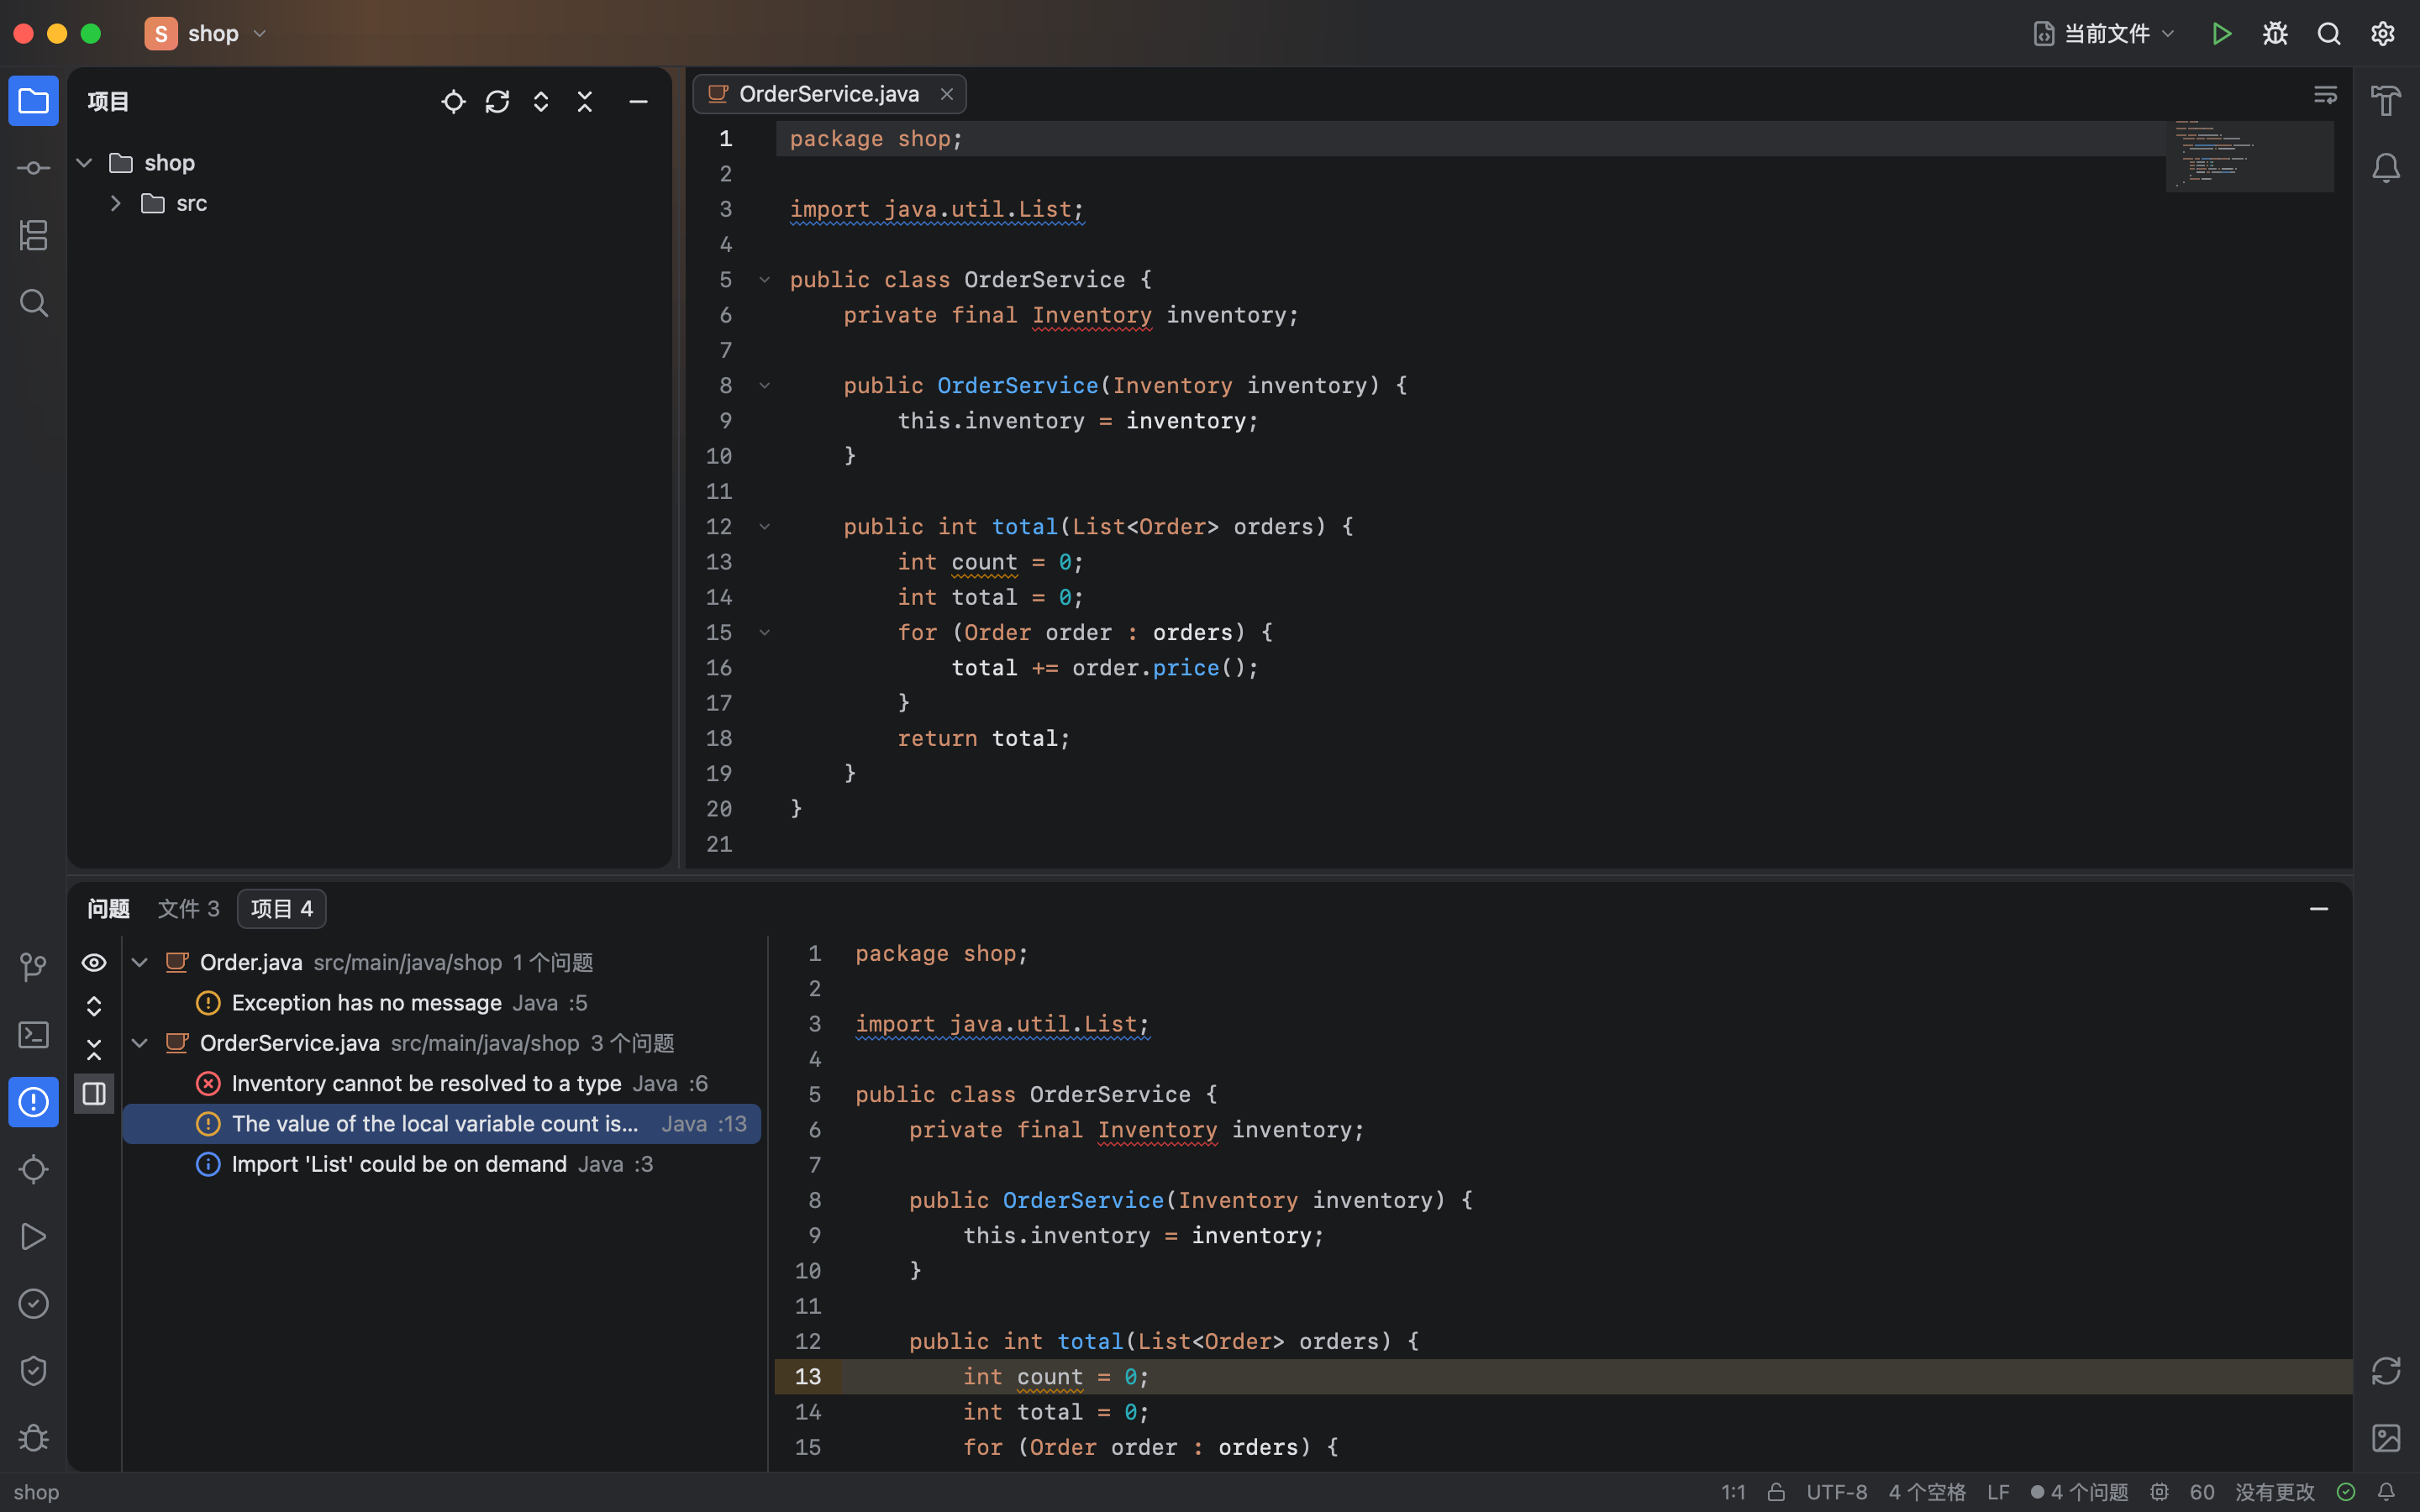 S shop
当前文件
项目
shop
src
OrderService.java
1 package shop;
2
3 import java.util.List;
4
5 public class OrderService {
6 private final Inventory inventory;
7
8 public OrderService(Inventory inventory) {
9 this.inventory = inventory;
10 }
11
12 public int total(List<Order> orders) {
13 int count = 0;
14 int total = 0;
15 for (Order order : orders) {
16 total += order.price();
17 }
18 return total;
19 }
20 }
21
问题 文件 3 项目 4
Order.java src/main/java/shop 1 个问题
Exception has no message Java :5
OrderService.java src/main/java/shop 3 个问题
Inventory cannot be resolved to a type Java :6
The value of the local variable count is... Java :13
Import 'List' could be on demand Java :3
1 package shop;
2
3 import java.util.List;
4
5 public class OrderService {
6 private final Inventory inventory;
7
8 public OrderService(Inventory inventory) {
9 this.inventory = inventory;
10 }
11
12 public int total(List<Order> orders) {
13 int count = 0;
14 int total = 0;
15 for (Order order : orders) {
shop 1:1 UTF-8 4 个空格 LF 4 个问题 60 没有更改